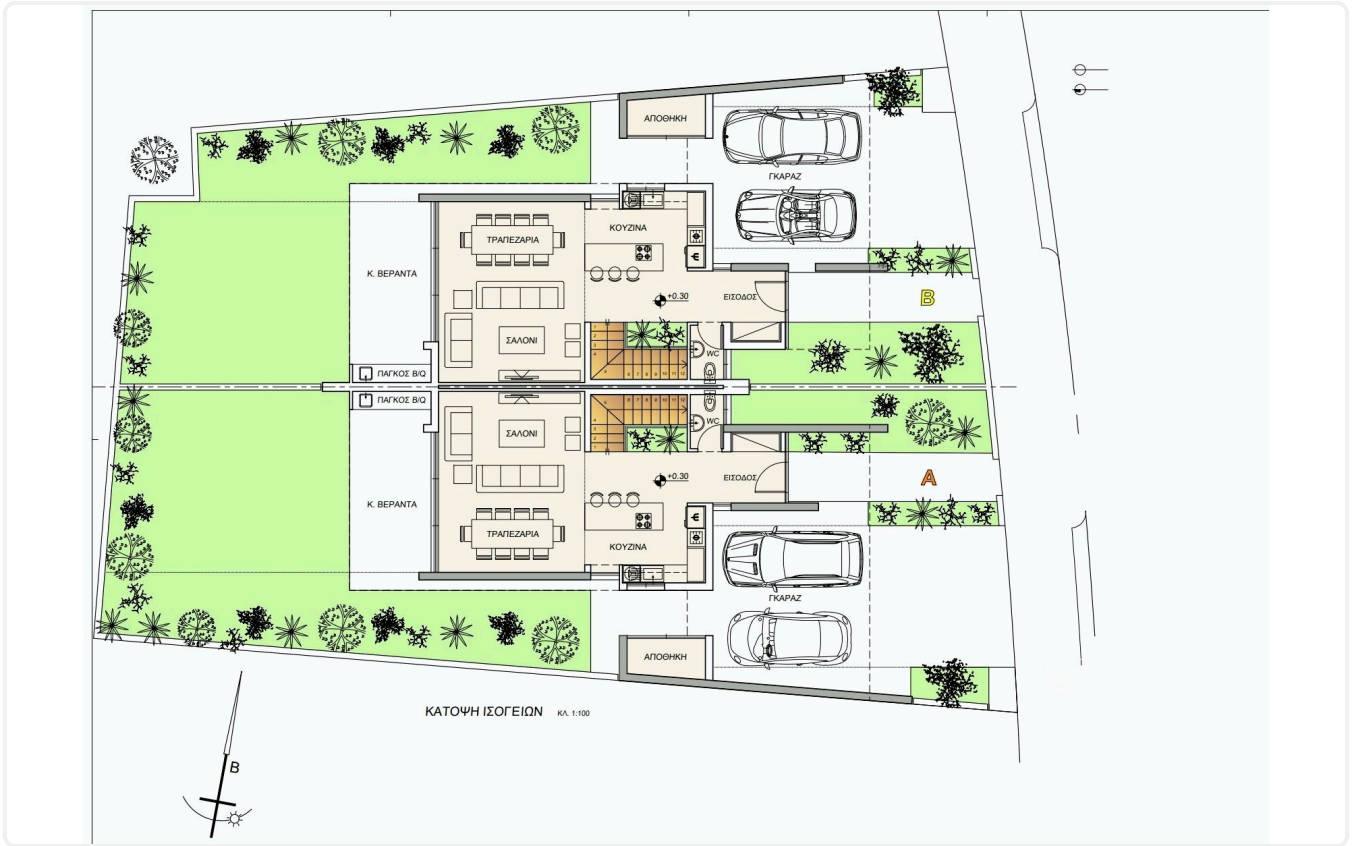 ΑΠΟΘΗΚΗ
ΓΚΑΡΑΖ
ΚΟΥΖΙΝΑ
ΤΡΑΠΕΖΑΡΙΑ
Κ. ΒΕΡΑΝΤΑ
+0.30
ΕΙΣΟΔΟΣ
B
ΣΑΛΟΝΙ
WC
ΠΑΓΚΟΣ B/Q
ΠΑΓΚΟΣ B/Q
WC
ΣΑΛΟΝΙ
+0.30
ΕΙΣΟΔΟΣ
A
Κ. ΒΕΡΑΝΤΑ
ΤΡΑΠΕΖΑΡΙΑ
ΚΟΥΖΙΝΑ
ΓΚΑΡΑΖ
ΑΠΟΘΗΚΗ
ΚΑΤΟΨΗ ΙΣΟΓΕΙΩΝ ΚΛ. 1:100
Β